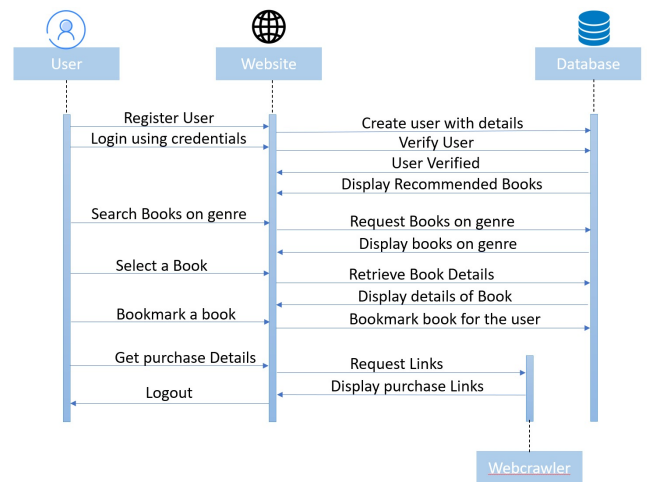 User
Website
Database
Register User
Create user with details
Login using credentials
Verify User
User Verified
Display Recommended Books
Search Books on genre
Request Books on genre
Display books on genre
Select a Book
Retrieve Book Details
Display details of Book
Bookmark a book
Bookmark book for the user
Get purchase Details
Request Links
Display purchase Links
Logout
Webcrawler